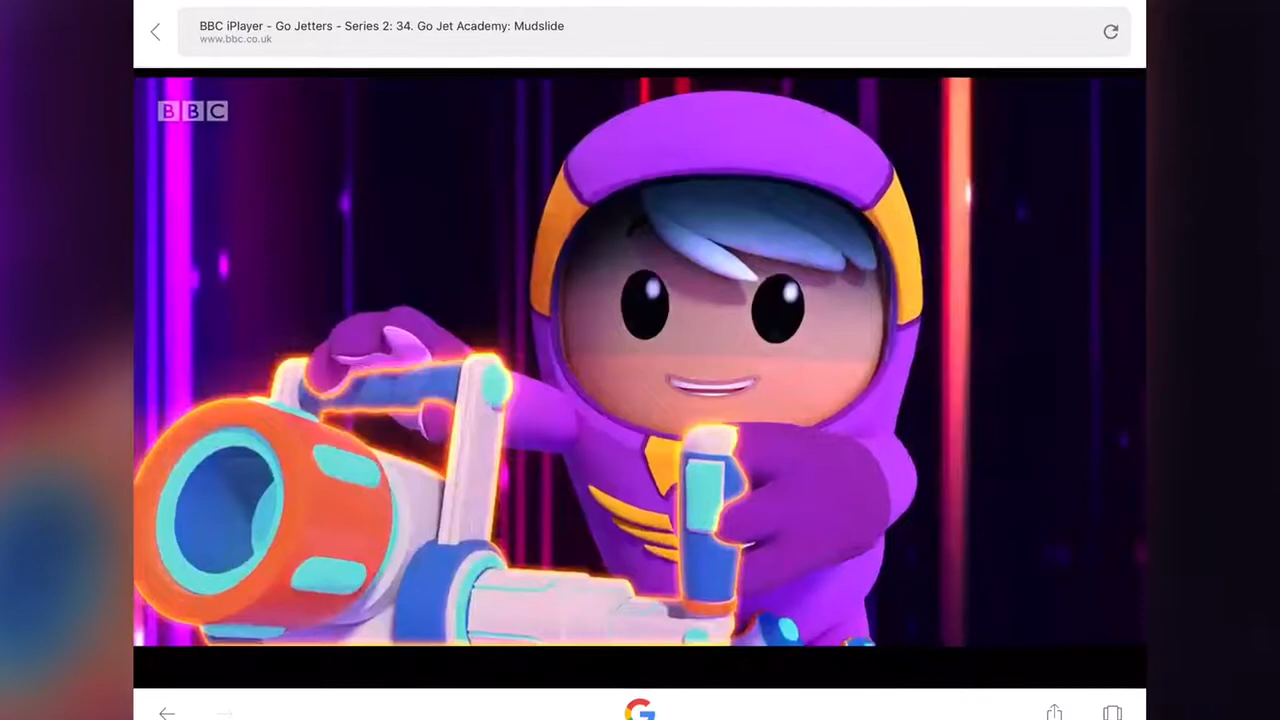 BBC iPlayer - Go Jetters - Series 2: 34. Go Jet Academy: Mudslide
www.bbc.co.uk
BBC